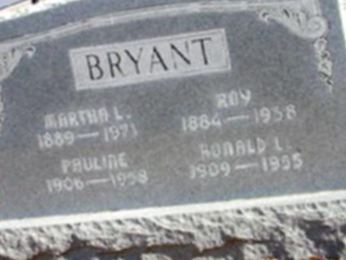 BRYANT
MARTHA L. ROY
1889—1971 1884—1958
PAULINE RONALD L.
1906—1998 1909—1995